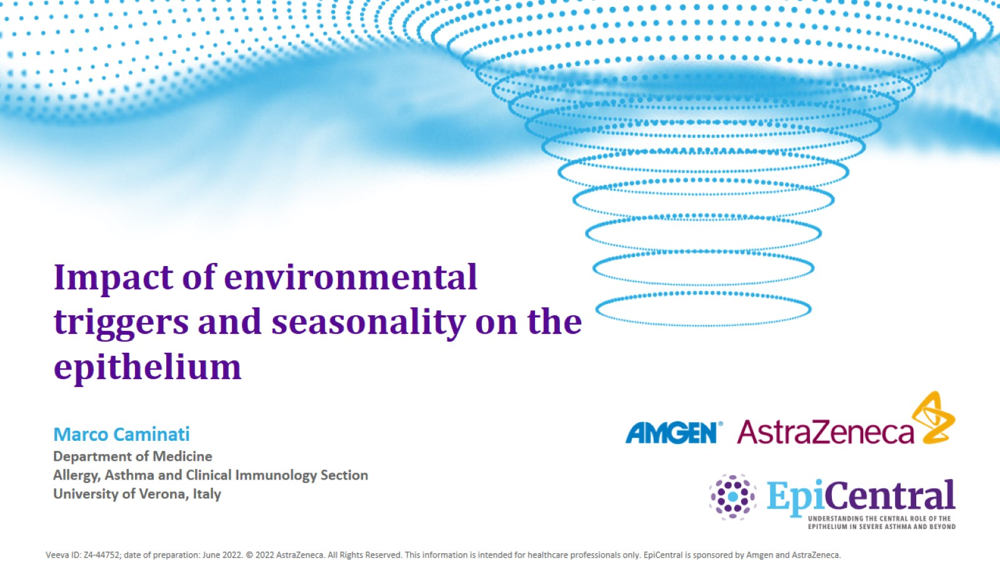 Impact of environmental
triggers and seasonality on the
epithelium
Marco Caminati
Department of Medicine
Allergy, Asthma and Clinical Immunology Section
University of Verona, Italy
AMGEN® AstraZeneca
EpiCentral
UNDERSTANDING THE CENTRAL ROLE OF THE
EPITHELIUM IN SEVERE ASTHMA AND BEYOND
Veeva ID: Z4-44752; date of preparation: June 2022. © 2022 AstraZeneca. All Rights Reserved. This information is intended for healthcare professionals only. EpiCentral is sponsored by Amgen and AstraZeneca.